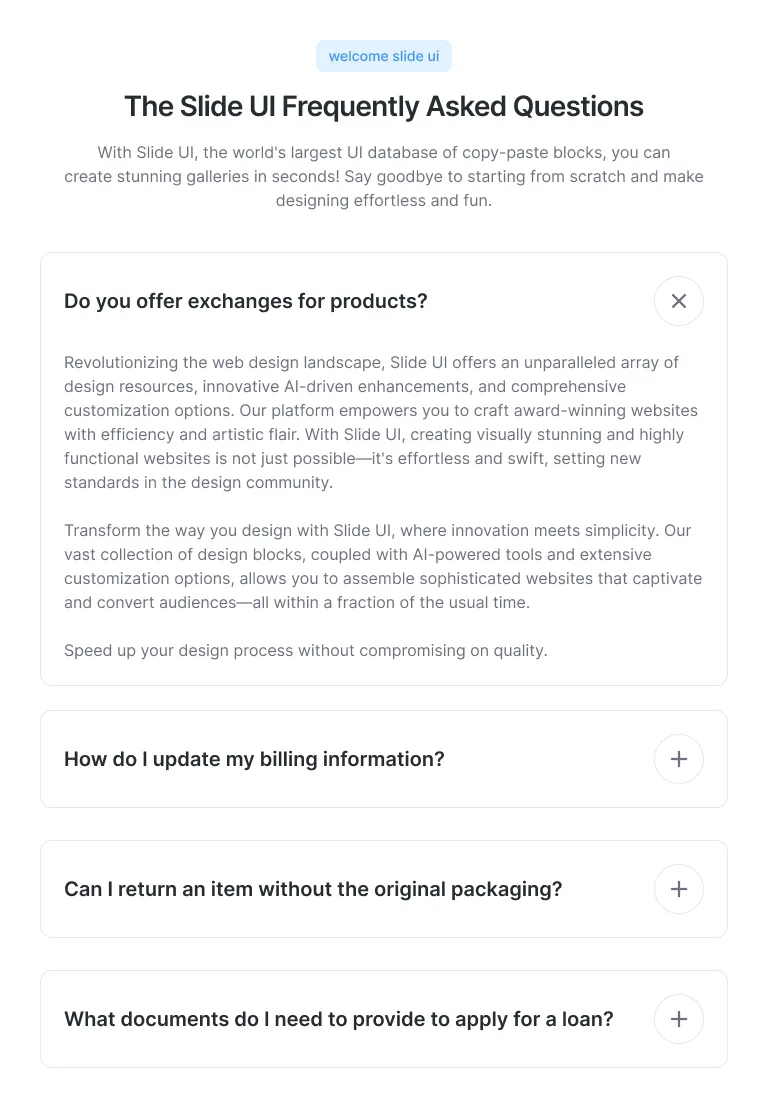 welcome slide ui
The Slide UI Frequently Asked Questions
With Slide UI, the world's largest UI database of copy-paste blocks, you can
create stunning galleries in seconds! Say goodbye to starting from scratch and make
designing effortless and fun.
Do you offer exchanges for products?
Revolutionizing the web design landscape, Slide UI offers an unparalleled array of
design resources, innovative AI-driven enhancements, and comprehensive
customization options. Our platform empowers you to craft award-winning websites
with efficiency and artistic flair. With Slide UI, creating visually stunning and highly
functional websites is not just possible—it's effortless and swift, setting new
standards in the design community.
Transform the way you design with Slide UI, where innovation meets simplicity. Our
vast collection of design blocks, coupled with AI-powered tools and extensive
customization options, allows you to assemble sophisticated websites that captivate
and convert audiences—all within a fraction of the usual time.
Speed up your design process without compromising on quality.
How do I update my billing information?
Can I return an item without the original packaging?
What documents do I need to provide to apply for a loan?